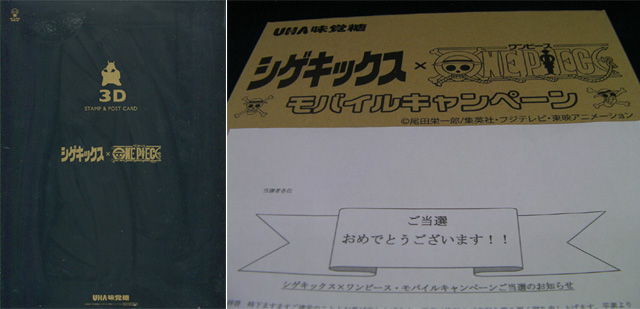 3D
STAMP & POST CARD
シゲキックス×ONE PIECE
UHA味覚糖
UHA味覚糖
シゲキックス×ワンピース ONE PIECE
モバイルキャンペーン
©尾田栄一郎/集英社・フジテレビ・東映アニメーション
当選者各位
ご当選
おめでとうございます!!
シゲキックス×ワンピース・モバイルキャンペーンご当選のお知らせ